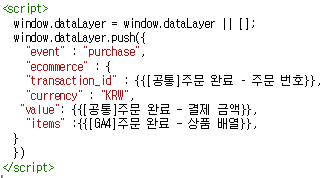 <script>
window.dataLayer = window.dataLayer || [];
window.dataLayer.push({
"event" : "purchase",
"ecommerce" : {
"transaction_id" : {{[공통]주문 완료 - 주문 번호}},
"currency" : "KRW",
"value": {{[공통]주문 완료 - 결제 금액}},
"items" :{{[GA4]주문 완료 - 상품 배열}},
}
})
</script>